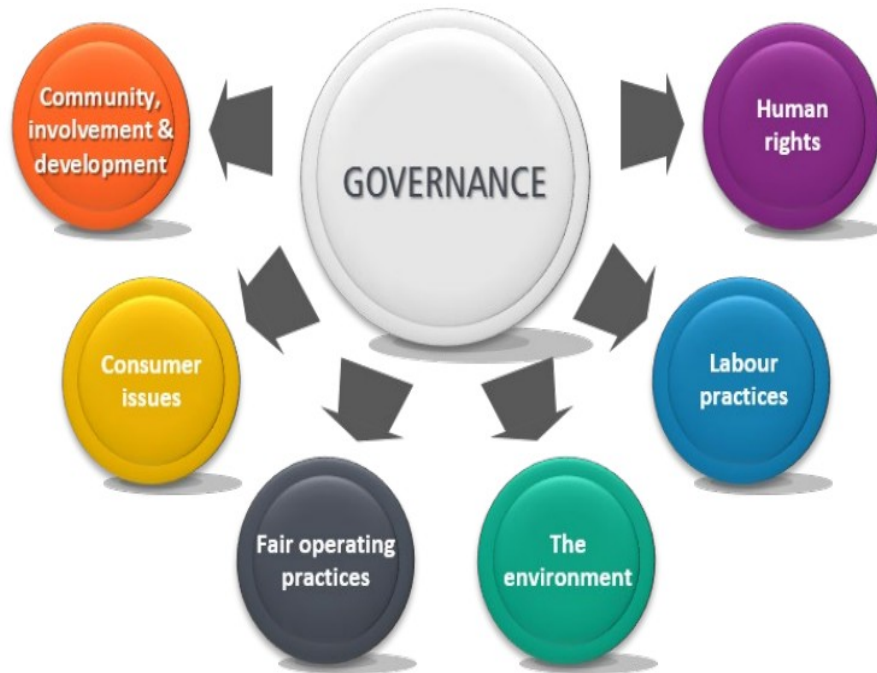 GOVERNANCE
Community,
involvement &
development
Human
rights
Consumer
issues
Labour
practices
Fair operating
practices
The
environment